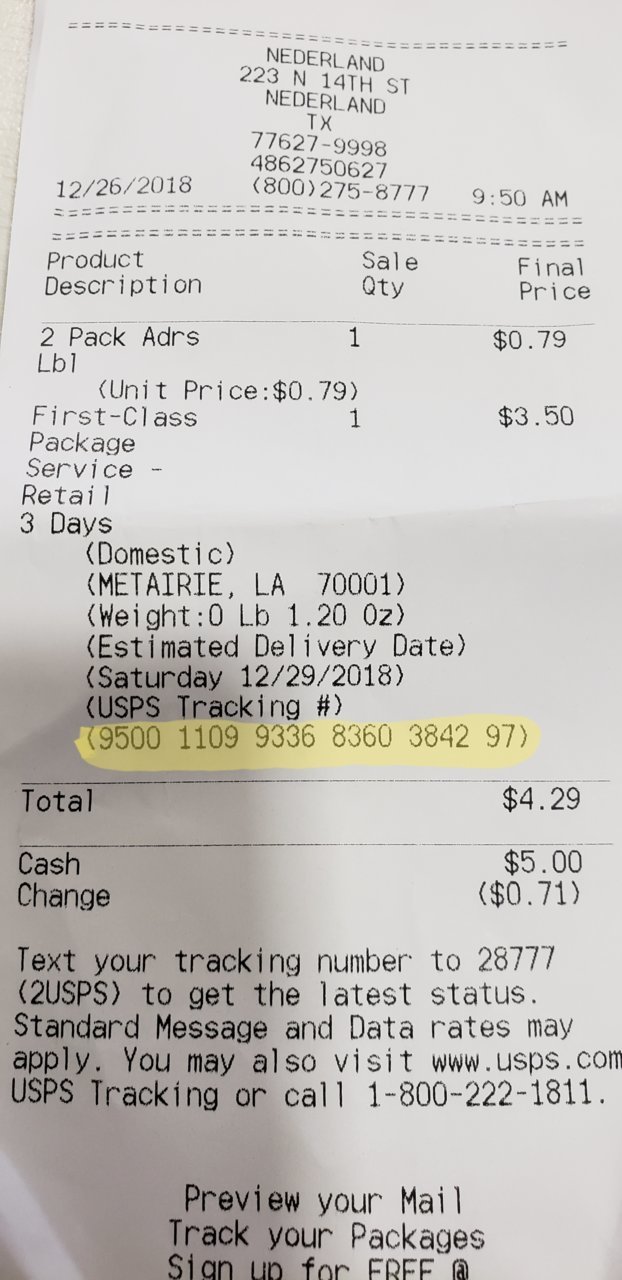 ================================================
NEDERLAND
223 N 14TH ST
NEDERLAND
TX
77627-9998
4862750627
12/26/2018 (800)275-8777 9:50 AM
================================================
================================================
Product Sale Final
Description Qty Price
2 Pack Adrs 1 $0.79
Lbl
(Unit Price:$0.79)
First-Class 1 $3.50
Package
Service -
Retail
3 Days
(Domestic)
(METAIRIE, LA 70001)
(Weight:0 Lb 1.20 Oz)
(Estimated Delivery Date)
(Saturday 12/29/2018)
(USPS Tracking #)
(9500 1109 9336 8360 3842 97)
Total $4.29
Cash $5.00
Change ($0.71)
Text your tracking number to 28777
(2USPS) to get the latest status.
Standard Message and Data rates may
apply. You may also visit www.usps.com
USPS Tracking or call 1-800-222-1811.
Preview your Mail
Track your Packages
Sign up for FREE @